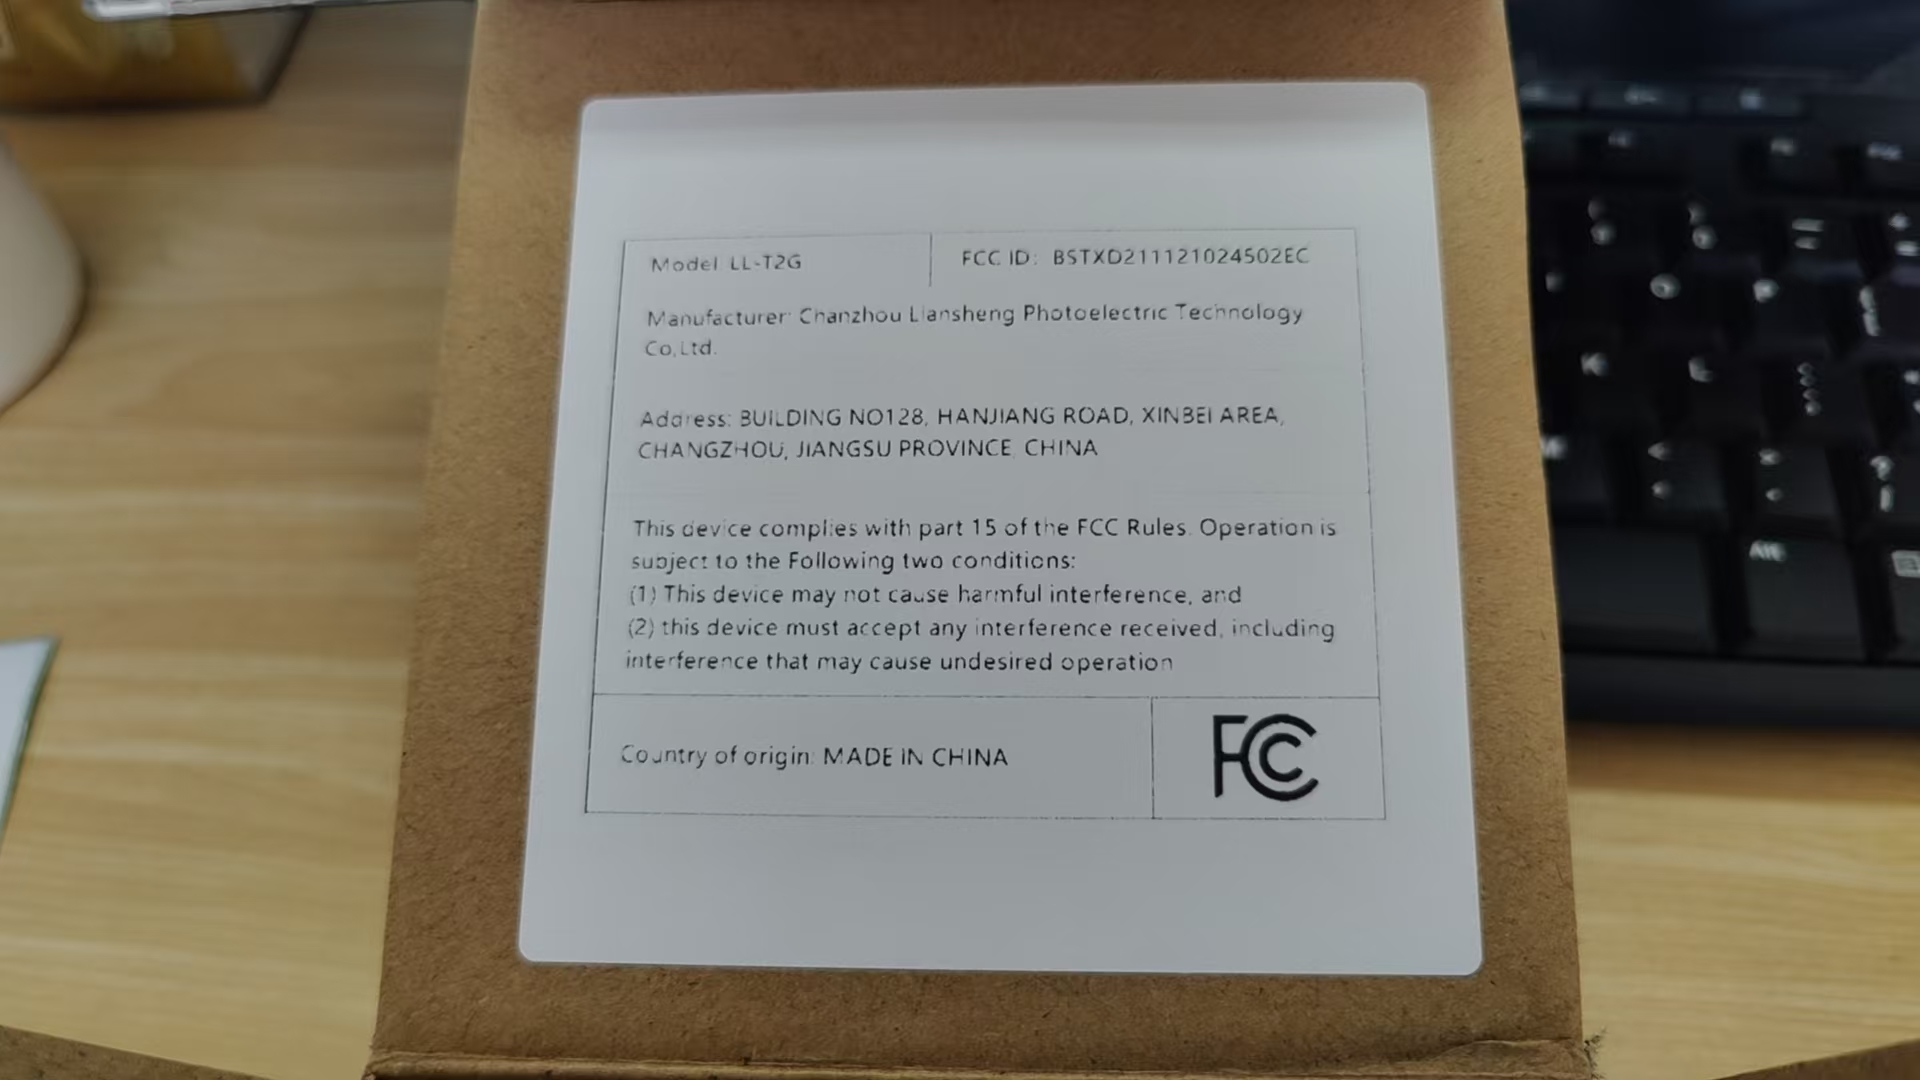 Model: LL-T2G
FCC ID: BSTXD211121024502EC
Manufacturer: Chanzhou Liansheng Photoelectric Technology
Co,Ltd.
Address: BUILDING NO128, HANJIANG ROAD, XINBEI AREA,
CHANGZHOU, JIANGSU PROVINCE, CHINA
This device complies with part 15 of the FCC Rules. Operation is
subject to the Following two conditions:
(1) This device may not cause harmful interference, and
(2) this device must accept any interference received, including
interference that may cause undesired operation
Country of origin: MADE IN CHINA
FCC